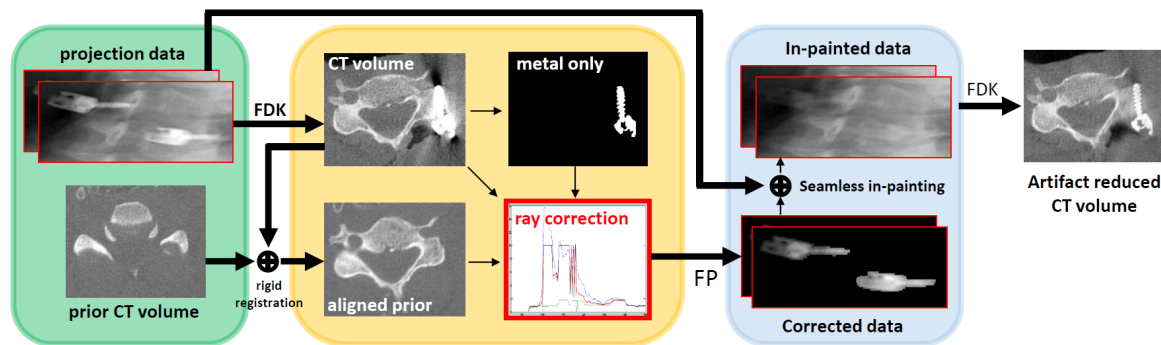 projection data
FDK
prior CT volume
rigid
registration
CT volume
metal only
aligned prior
ray correction
FP
In-painted data
Seamless in-painting
Corrected data
FDK
Artifact reduced
CT volume